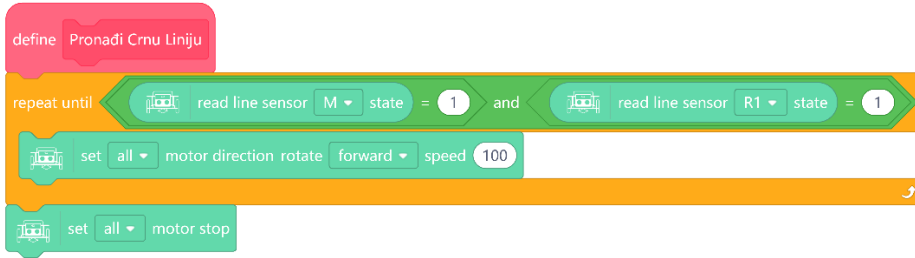 define Pronađi Crnu Liniju
repeat until read line sensor M state = 1 and read line sensor R1 state = 1
set all motor direction rotate forward speed 100
set all motor stop